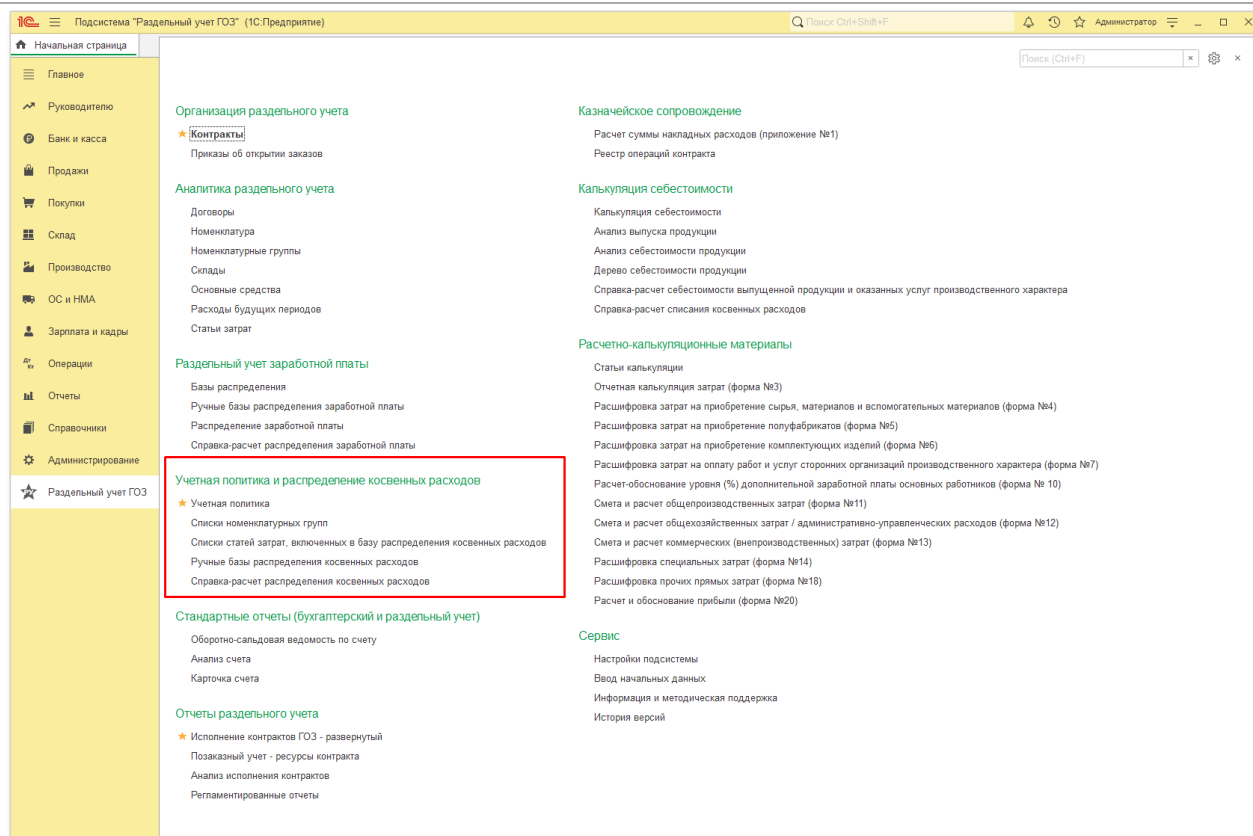 1С Подсистема "Раздельный учет ГОЗ" (1С:Предприятие) Поиск Ctrl+Shift+F Администратор
Начальная страница
Поиск (Ctrl+F)
Главное
Руководителю
Банк и касса
Продажи
Покупки
Склад
Производство
ОС и НМА
Зарплата и кадры
Дт Кт Операции
Отчеты
Справочники
Администрирование
Раздельный учет ГОЗ
Организация раздельного учета
Контракты
Приказы об открытии заказов
Аналитика раздельного учета
Договоры
Номенклатура
Номенклатурные группы
Склады
Основные средства
Расходы будущих периодов
Статьи затрат
Раздельный учет заработной платы
Базы распределения
Ручные базы распределения заработной платы
Распределение заработной платы
Справка-расчет распределения заработной платы
Учетная политика и распределение косвенных расходов
Учетная политика
Списки номенклатурных групп
Списки статей затрат, включенных в базу распределения косвенных расходов
Ручные базы распределения косвенных расходов
Справка-расчет распределения косвенных расходов
Стандартные отчеты (бухгалтерский и раздельный учет)
Оборотно-сальдовая ведомость по счету
Анализ счета
Карточка счета
Отчеты раздельного учета
Исполнение контрактов ГОЗ - развернутый
Позаказный учет - ресурсы контракта
Анализ исполнения контрактов
Регламентированные отчеты
Казначейское сопровождение
Расчет суммы накладных расходов (приложение №1)
Реестр операций контракта
Калькуляция себестоимости
Калькуляция себестоимости
Анализ выпуска продукции
Анализ себестоимости продукции
Дерево себестоимости продукции
Справка-расчет себестоимости выпущенной продукции и оказанных услуг производственного характера
Справка-расчет списания косвенных расходов
Расчетно-калькуляционные материалы
Статьи калькуляции
Отчетная калькуляция затрат (форма №3)
Расшифровка затрат на приобретение сырья, материалов и вспомогательных материалов (форма №4)
Расшифровка затрат на приобретение полуфабрикатов (форма №5)
Расшифровка затрат на приобретение комплектующих изделий (форма №6)
Расшифровка затрат на оплату работ и услуг сторонних организаций производственного характера (форма №7)
Расчет-обоснование уровня (%) дополнительной заработной платы основных работников (форма № 10)
Смета и расчет общепроизводственных затрат (форма №11)
Смета и расчет общехозяйственных затрат / административно-управленческих расходов (форма №12)
Смета и расчет коммерческих (внепроизводственных) затрат (форма №13)
Расшифровка специальных затрат (форма №14)
Расшифровка прочих прямых затрат (форма №18)
Расчет и обоснование прибыли (форма №20)
Сервис
Настройки подсистемы
Ввод начальных данных
Информация и методическая поддержка
История версий